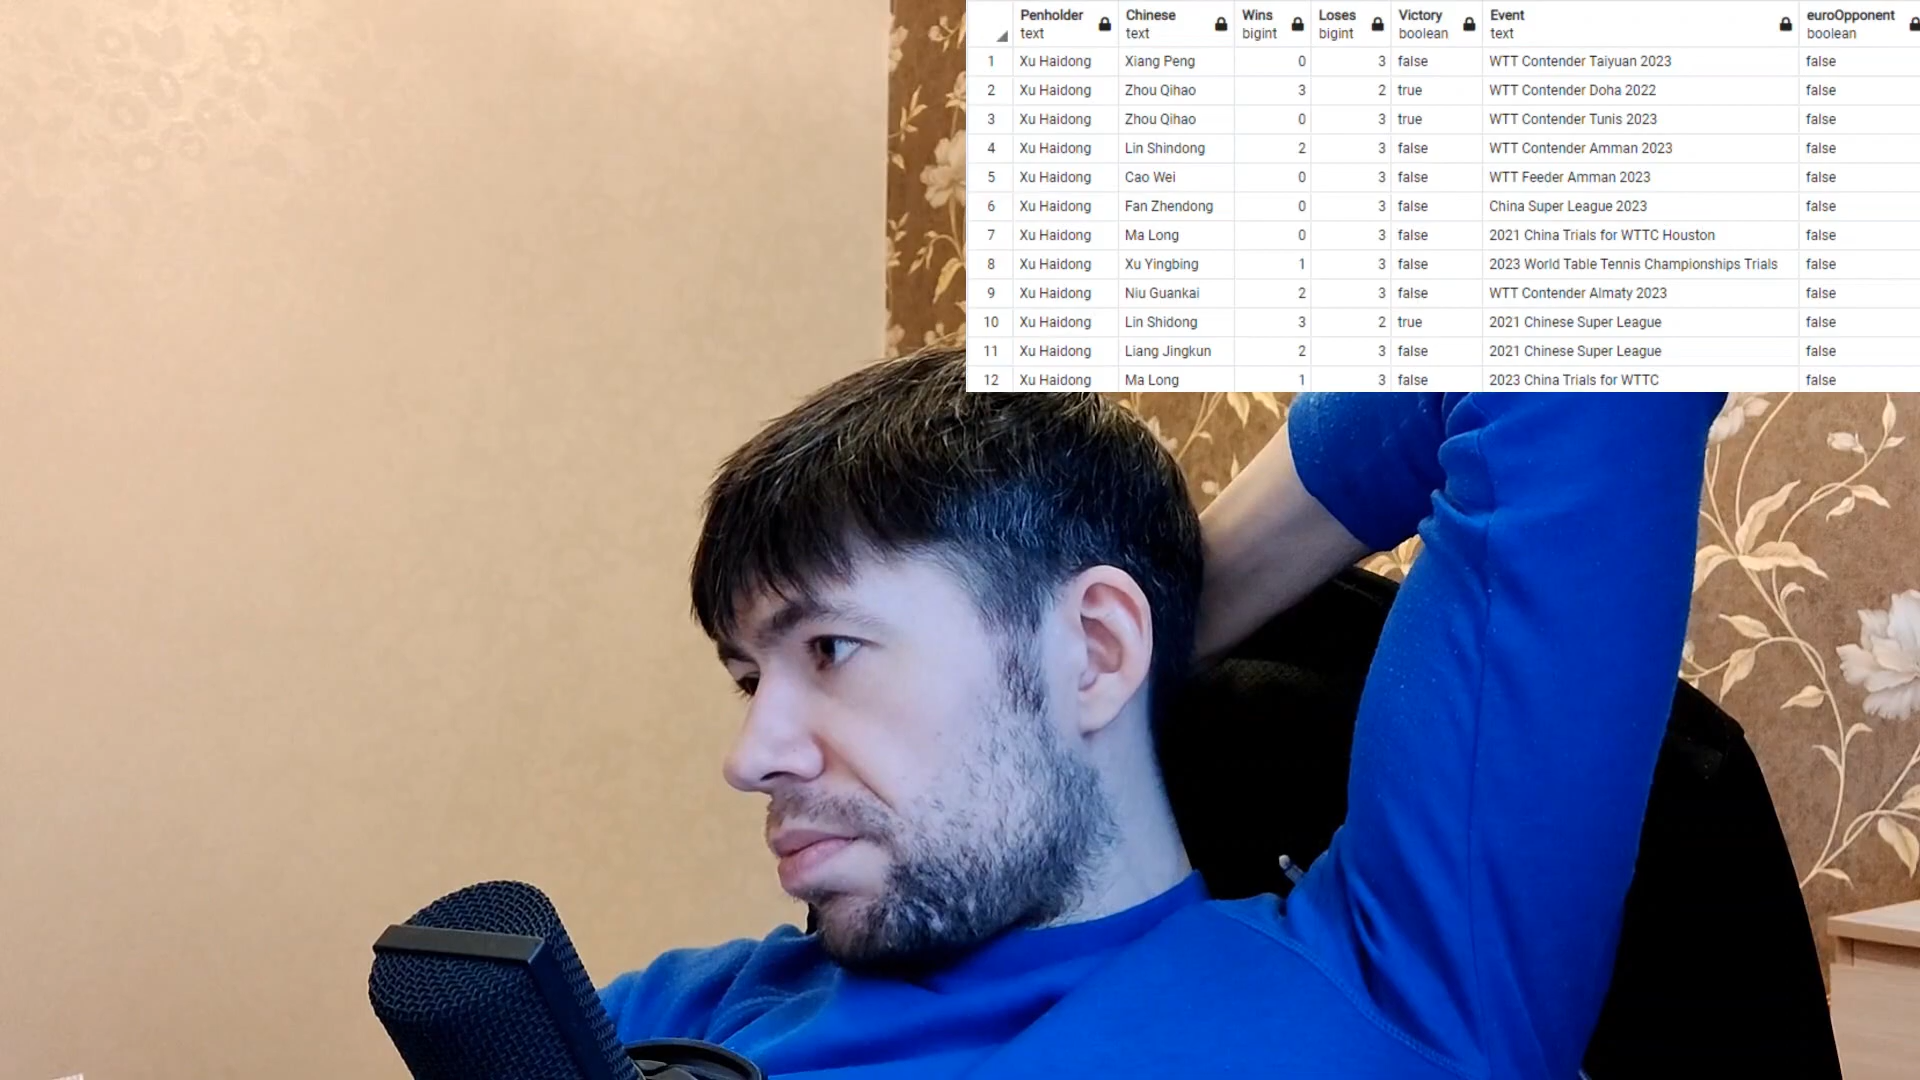 Penholder Chinese Wins Loses Victory Event euroOpponent
text text bigint bigint boolean text boolean
1 Xu Haidong Xiang Peng 0 3 false WTT Contender Taiyuan 2023 false
2 Xu Haidong Zhou Qihao 3 2 true WTT Contender Doha 2022 false
3 Xu Haidong Zhou Qihao 0 3 true WTT Contender Tunis 2023 false
4 Xu Haidong Lin Shindong 2 3 false WTT Contender Amman 2023 false
5 Xu Haidong Cao Wei 0 3 false WTT Feeder Amman 2023 false
6 Xu Haidong Fan Zhendong 0 3 false China Super League 2023 false
7 Xu Haidong Ma Long 0 3 false 2021 China Trials for WTTC Houston false
8 Xu Haidong Xu Yingbing 1 3 false 2023 World Table Tennis Championships Trials false
9 Xu Haidong Niu Guankai 2 3 false WTT Contender Almaty 2023 false
10 Xu Haidong Lin Shidong 3 2 true 2021 Chinese Super League false
11 Xu Haidong Liang Jingkun 2 3 false 2021 Chinese Super League false
12 Xu Haidong Ma Long 1 3 false 2023 China Trials for WTTC false